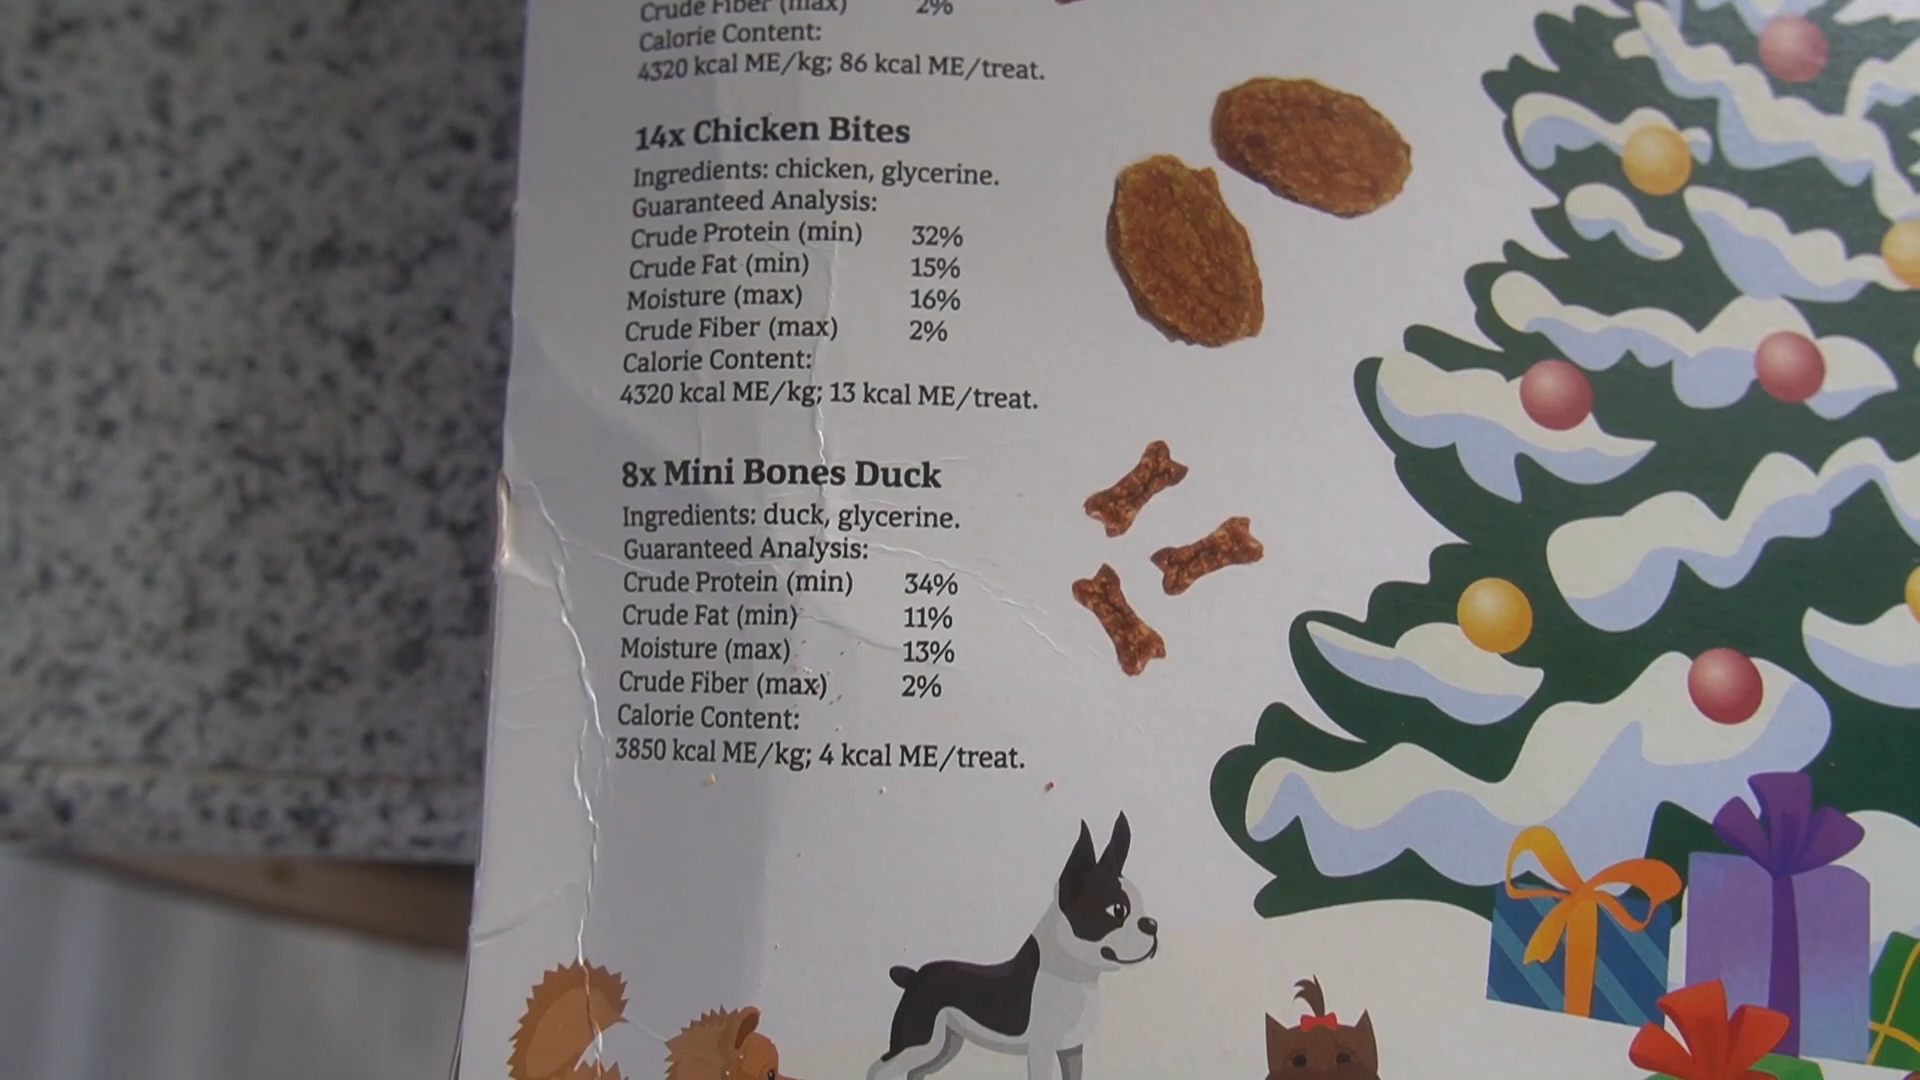 Crude Fiber (max) 2%
Calorie Content:
4320 kcal ME/kg; 86 kcal ME/treat.
14x Chicken Bites
Ingredients: chicken, glycerine.
Guaranteed Analysis:
Crude Protein (min) 32%
Crude Fat (min) 15%
Moisture (max) 16%
Crude Fiber (max) 2%
Calorie Content:
4320 kcal ME/kg; 13 kcal ME/treat.
8x Mini Bones Duck
Ingredients: duck, glycerine.
Guaranteed Analysis:
Crude Protein (min) 34%
Crude Fat (min) 11%
Moisture (max) 13%
Crude Fiber (max) 2%
Calorie Content:
3850 kcal ME/kg; 4 kcal ME/treat.